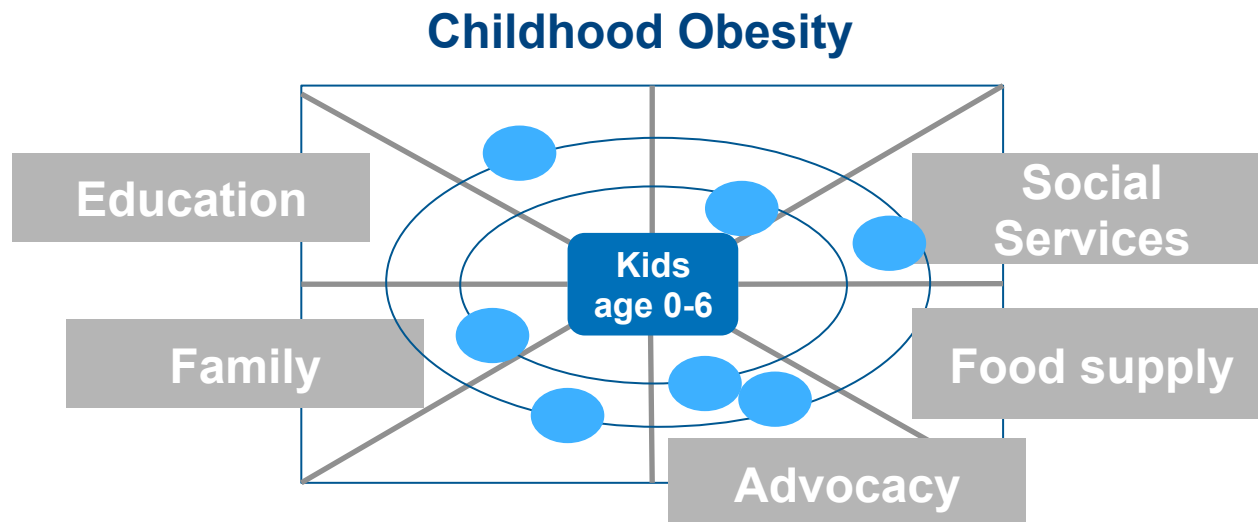 Childhood Obesity
Education
Social
Services
Kids
age 0-6
Family
Food supply
Advocacy